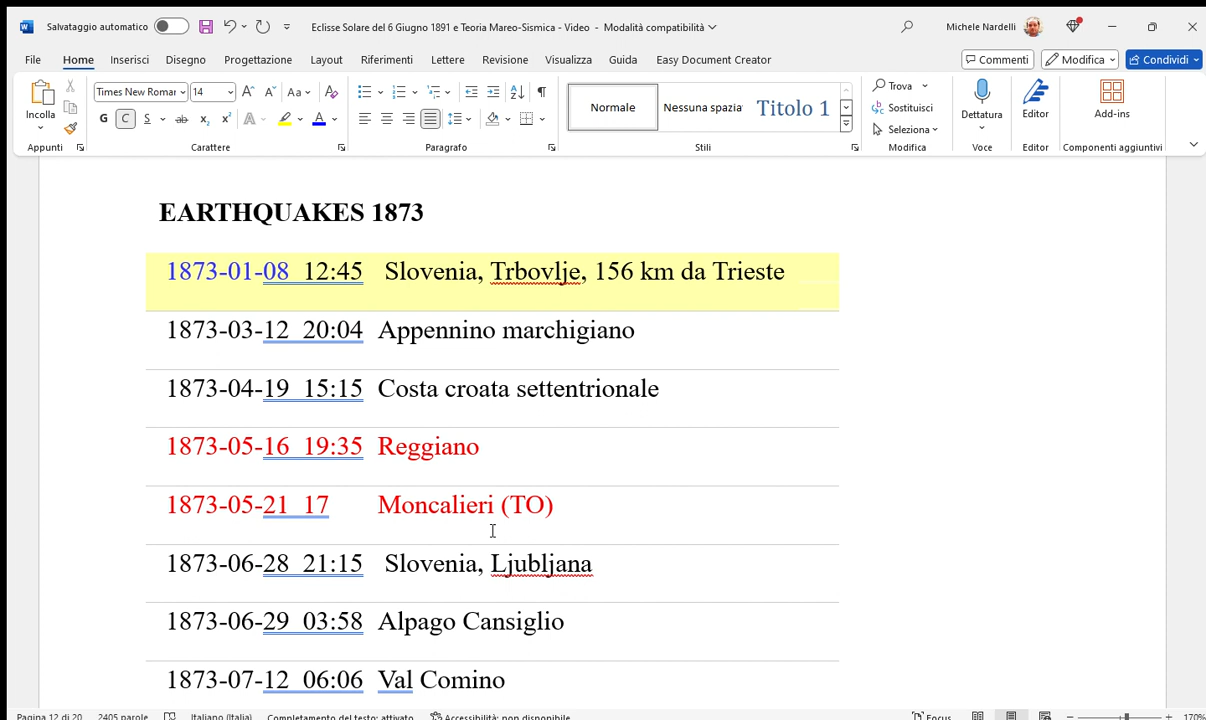 Salvataggio automatico
Eclisse Solare del 6 Giugno 1891 e Teoria Mareo-Sismica - Video - Modalità compatibilità
Michele Nardelli
File Home Inserisci Disegno Progettazione Layout Riferimenti Lettere Revisione Visualizza Guida Easy Document Creator
Commenti Modifica Condividi
Incolla
Times New Roman 14
Aa
G C S ab x₂ x² A A
Normale
Nessuna spazia
Titolo 1
Trova
Sostituisci
Seleziona
Dettatura
Editor
Add-ins
Appunti Carattere Paragrafo Stili Modifica Voce Editor Componenti aggiuntivi
EARTHQUAKES 1873
1873-01-08 12:45 Slovenia, Trbovlje, 156 km da Trieste
1873-03-12 20:04 Appennino marchigiano
1873-04-19 15:15 Costa croata settentrionale
1873-05-16 19:35 Reggiano
1873-05-21 17 Moncalieri (TO)
1873-06-28 21:15 Slovenia, Ljubljana
1873-06-29 03:58 Alpago Cansiglio
1873-07-12 06:06 Val Comino
Pagina 12 di 20 2405 parole Italiano (Italia) Completamento del testo: attivato Accessibilità: non disponibile Focus 170%